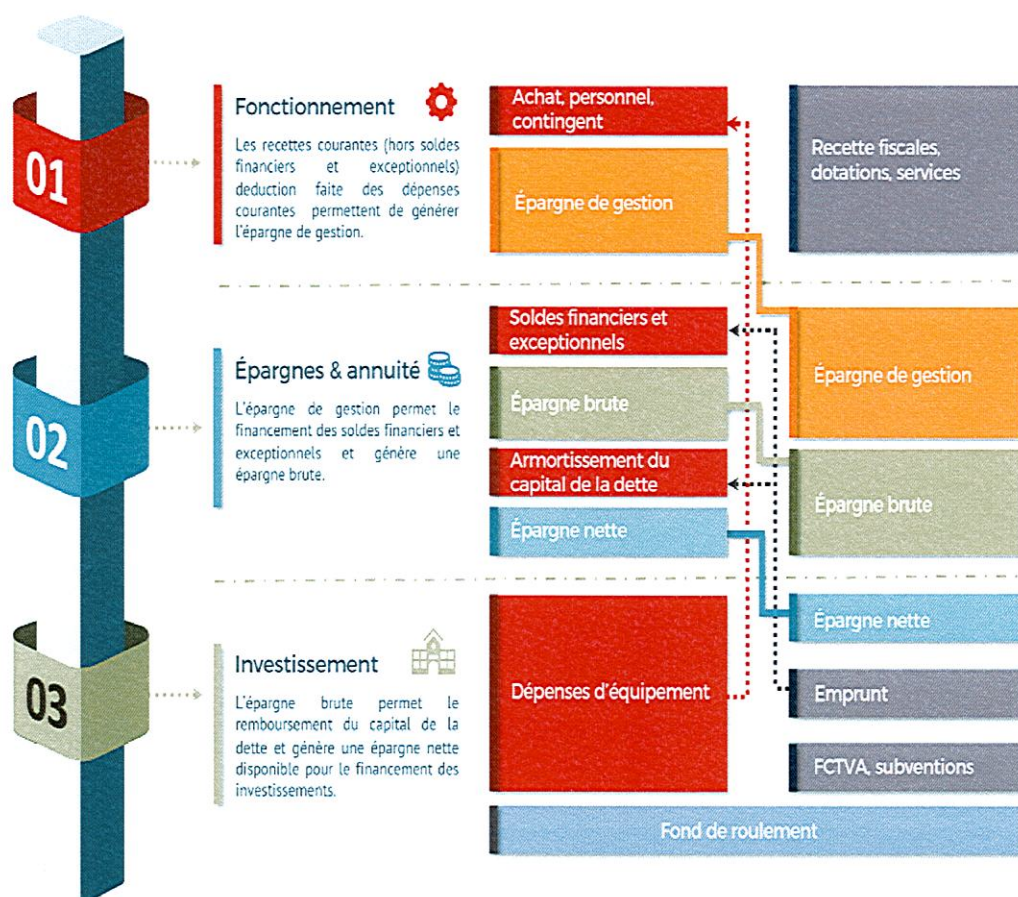 01
Fonctionnement
Les recettes courantes (hors soldes
financiers et exceptionnels)
deduction faite des dépenses
courantes permettent de générer
l'épargne de gestion.
Achat, personnel,
contingent
Épargne de gestion
Recette fiscales,
dotations, services
02
Épargnes & annuité
L'épargne de gestion permet le
financement des soldes financiers et
exceptionnels et génère une
épargne brute.
Soldes financiers et
exceptionnels
Épargne brute
Armortissement du
capital de la dette
Épargne nette
Épargne de gestion
Épargne brute
03
Investissement
L'épargne brute permet le
remboursement du capital de la
dette et génère une épargne nette
disponible pour le financement des
investissements.
Dépenses d'équipement
Épargne nette
Emprunt
FCTVA, subventions
Fond de roulement